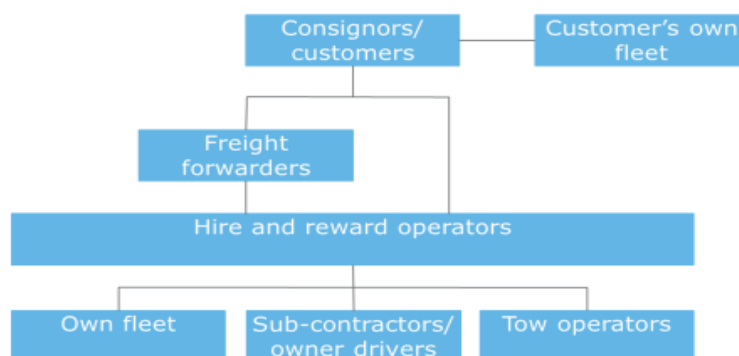 Consignors/
customers
Customer's own
fleet
Freight
forwarders
Hire and reward operators
Own fleet
Sub-contractors/
owner drivers
Tow operators